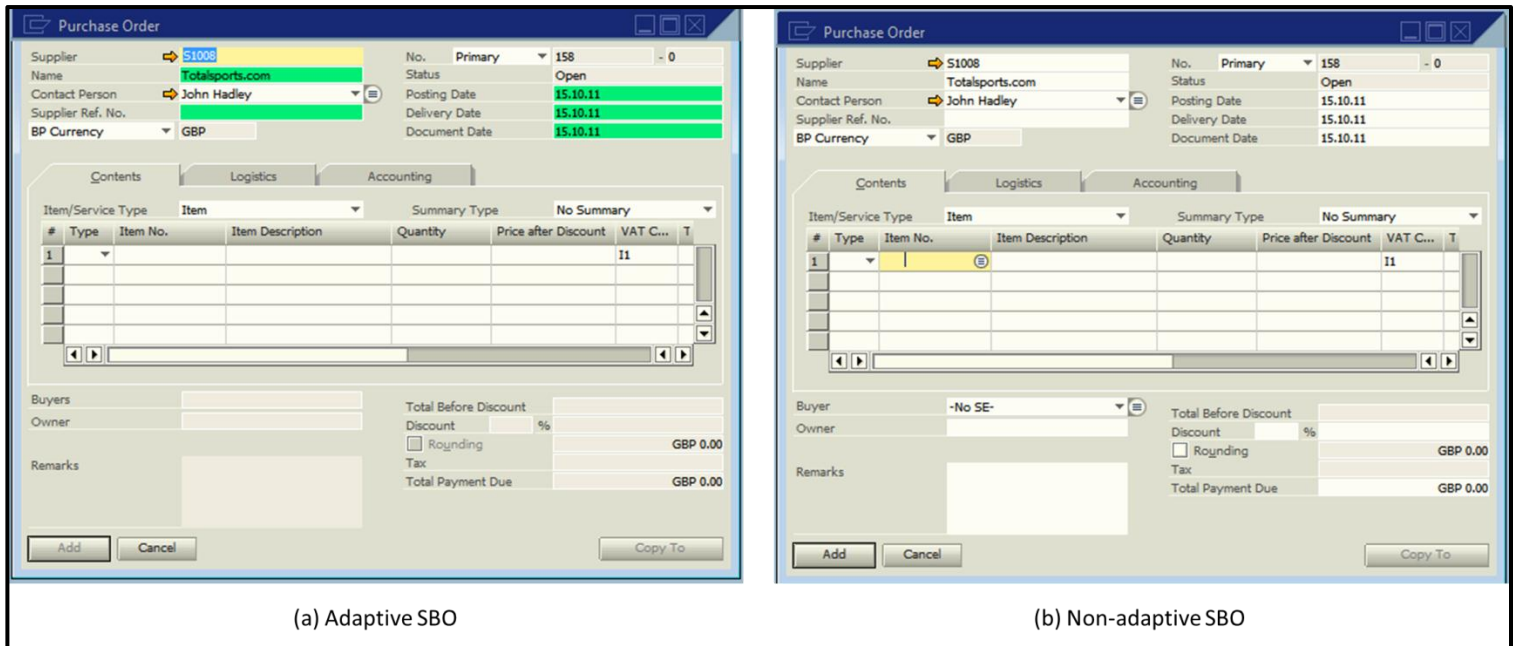 Purchase Order
Supplier S1008 No. Primary 158 - 0
Name Totalsports.com Status Open
Contact Person John Hadley Posting Date 15.10.11
Supplier Ref. No. Delivery Date 15.10.11
BP Currency GBP Document Date 15.10.11
Contents Logistics Accounting
Item/Service Type Item Summary Type No Summary
# Type Item No. Item Description Quantity Price after Discount VAT C... T
1 I1
Buyers
Total Before Discount
Owner
Discount %
Rounding GBP 0.00
Remarks
Tax
Total Payment Due GBP 0.00
Add Cancel Copy To
(a) Adaptive SBO
Purchase Order
Supplier S1008 No. Primary 158 - 0
Name Totalsports.com Status Open
Contact Person John Hadley Posting Date 15.10.11
Supplier Ref. No. Delivery Date 15.10.11
BP Currency GBP Document Date 15.10.11
Contents Logistics Accounting
Item/Service Type Item Summary Type No Summary
# Type Item No. Item Description Quantity Price after Discount VAT C... T
1 I1
Buyer -No SE-
Total Before Discount
Owner
Discount %
Rounding GBP 0.00
Remarks
Tax
Total Payment Due GBP 0.00
Add Cancel Copy To
(b) Non-adaptive SBO